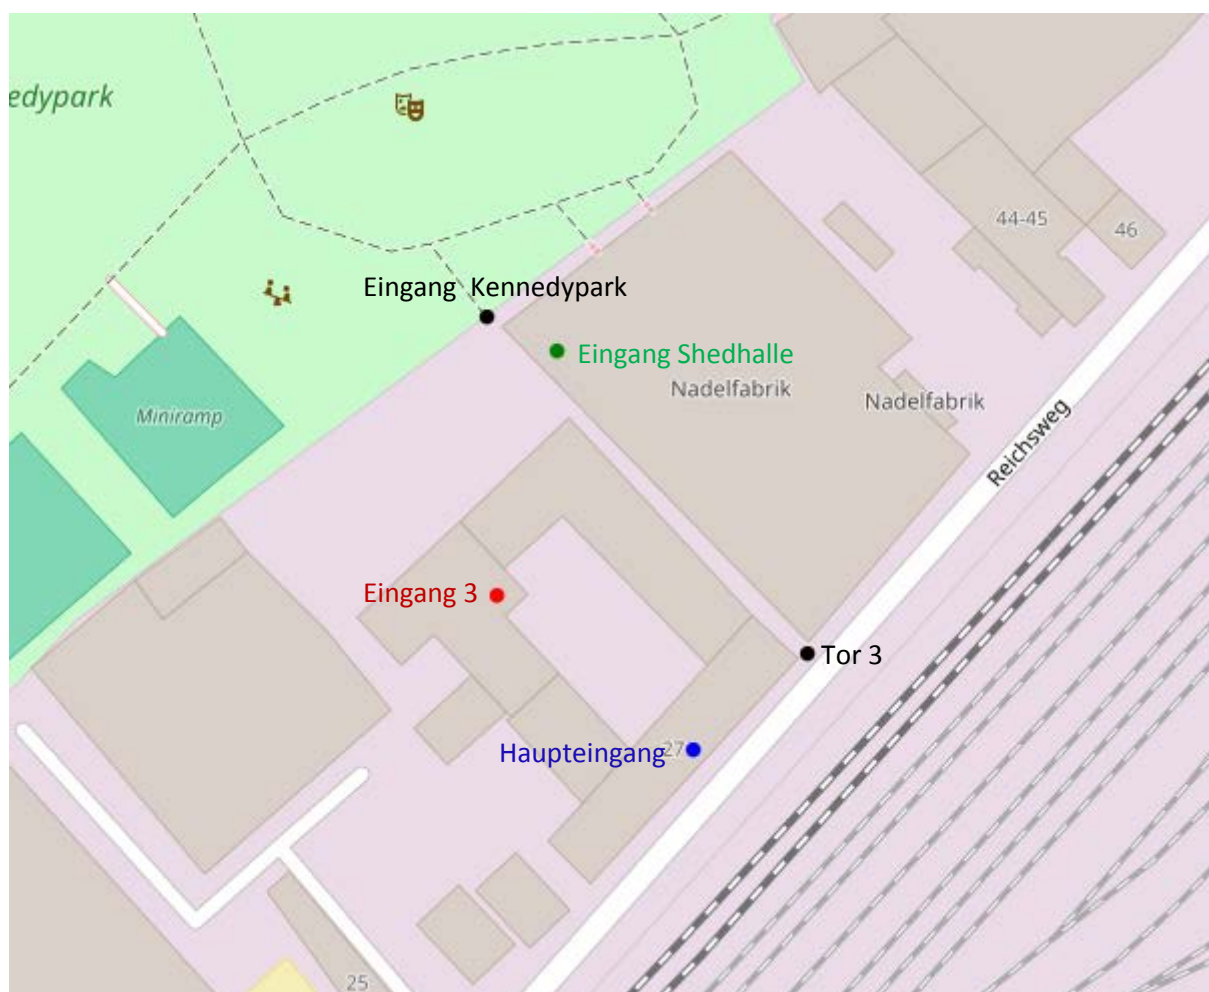 edypark
44-45
46
Eingang Kennedypark
Eingang Shedhalle
Nadelfabrik
Nadelfabrik
Miniramp
Reichsweg
Eingang 3
Tor 3
Haupteingang
27
25